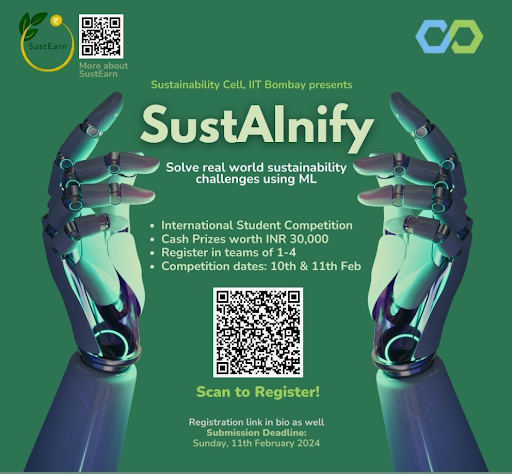 SustEarn
More about
SustEarn
Sustainability Cell, IIT Bombay presents
SustAInify
Solve real world sustainability
challenges using ML
• International Student Competition
• Cash Prizes worth INR 30,000
• Register in teams of 1-4
• Competition dates: 10th & 11th Feb
Scan to Register!
Registration link in bio as well
Submission Deadline:
Sunday, 11th February 2024